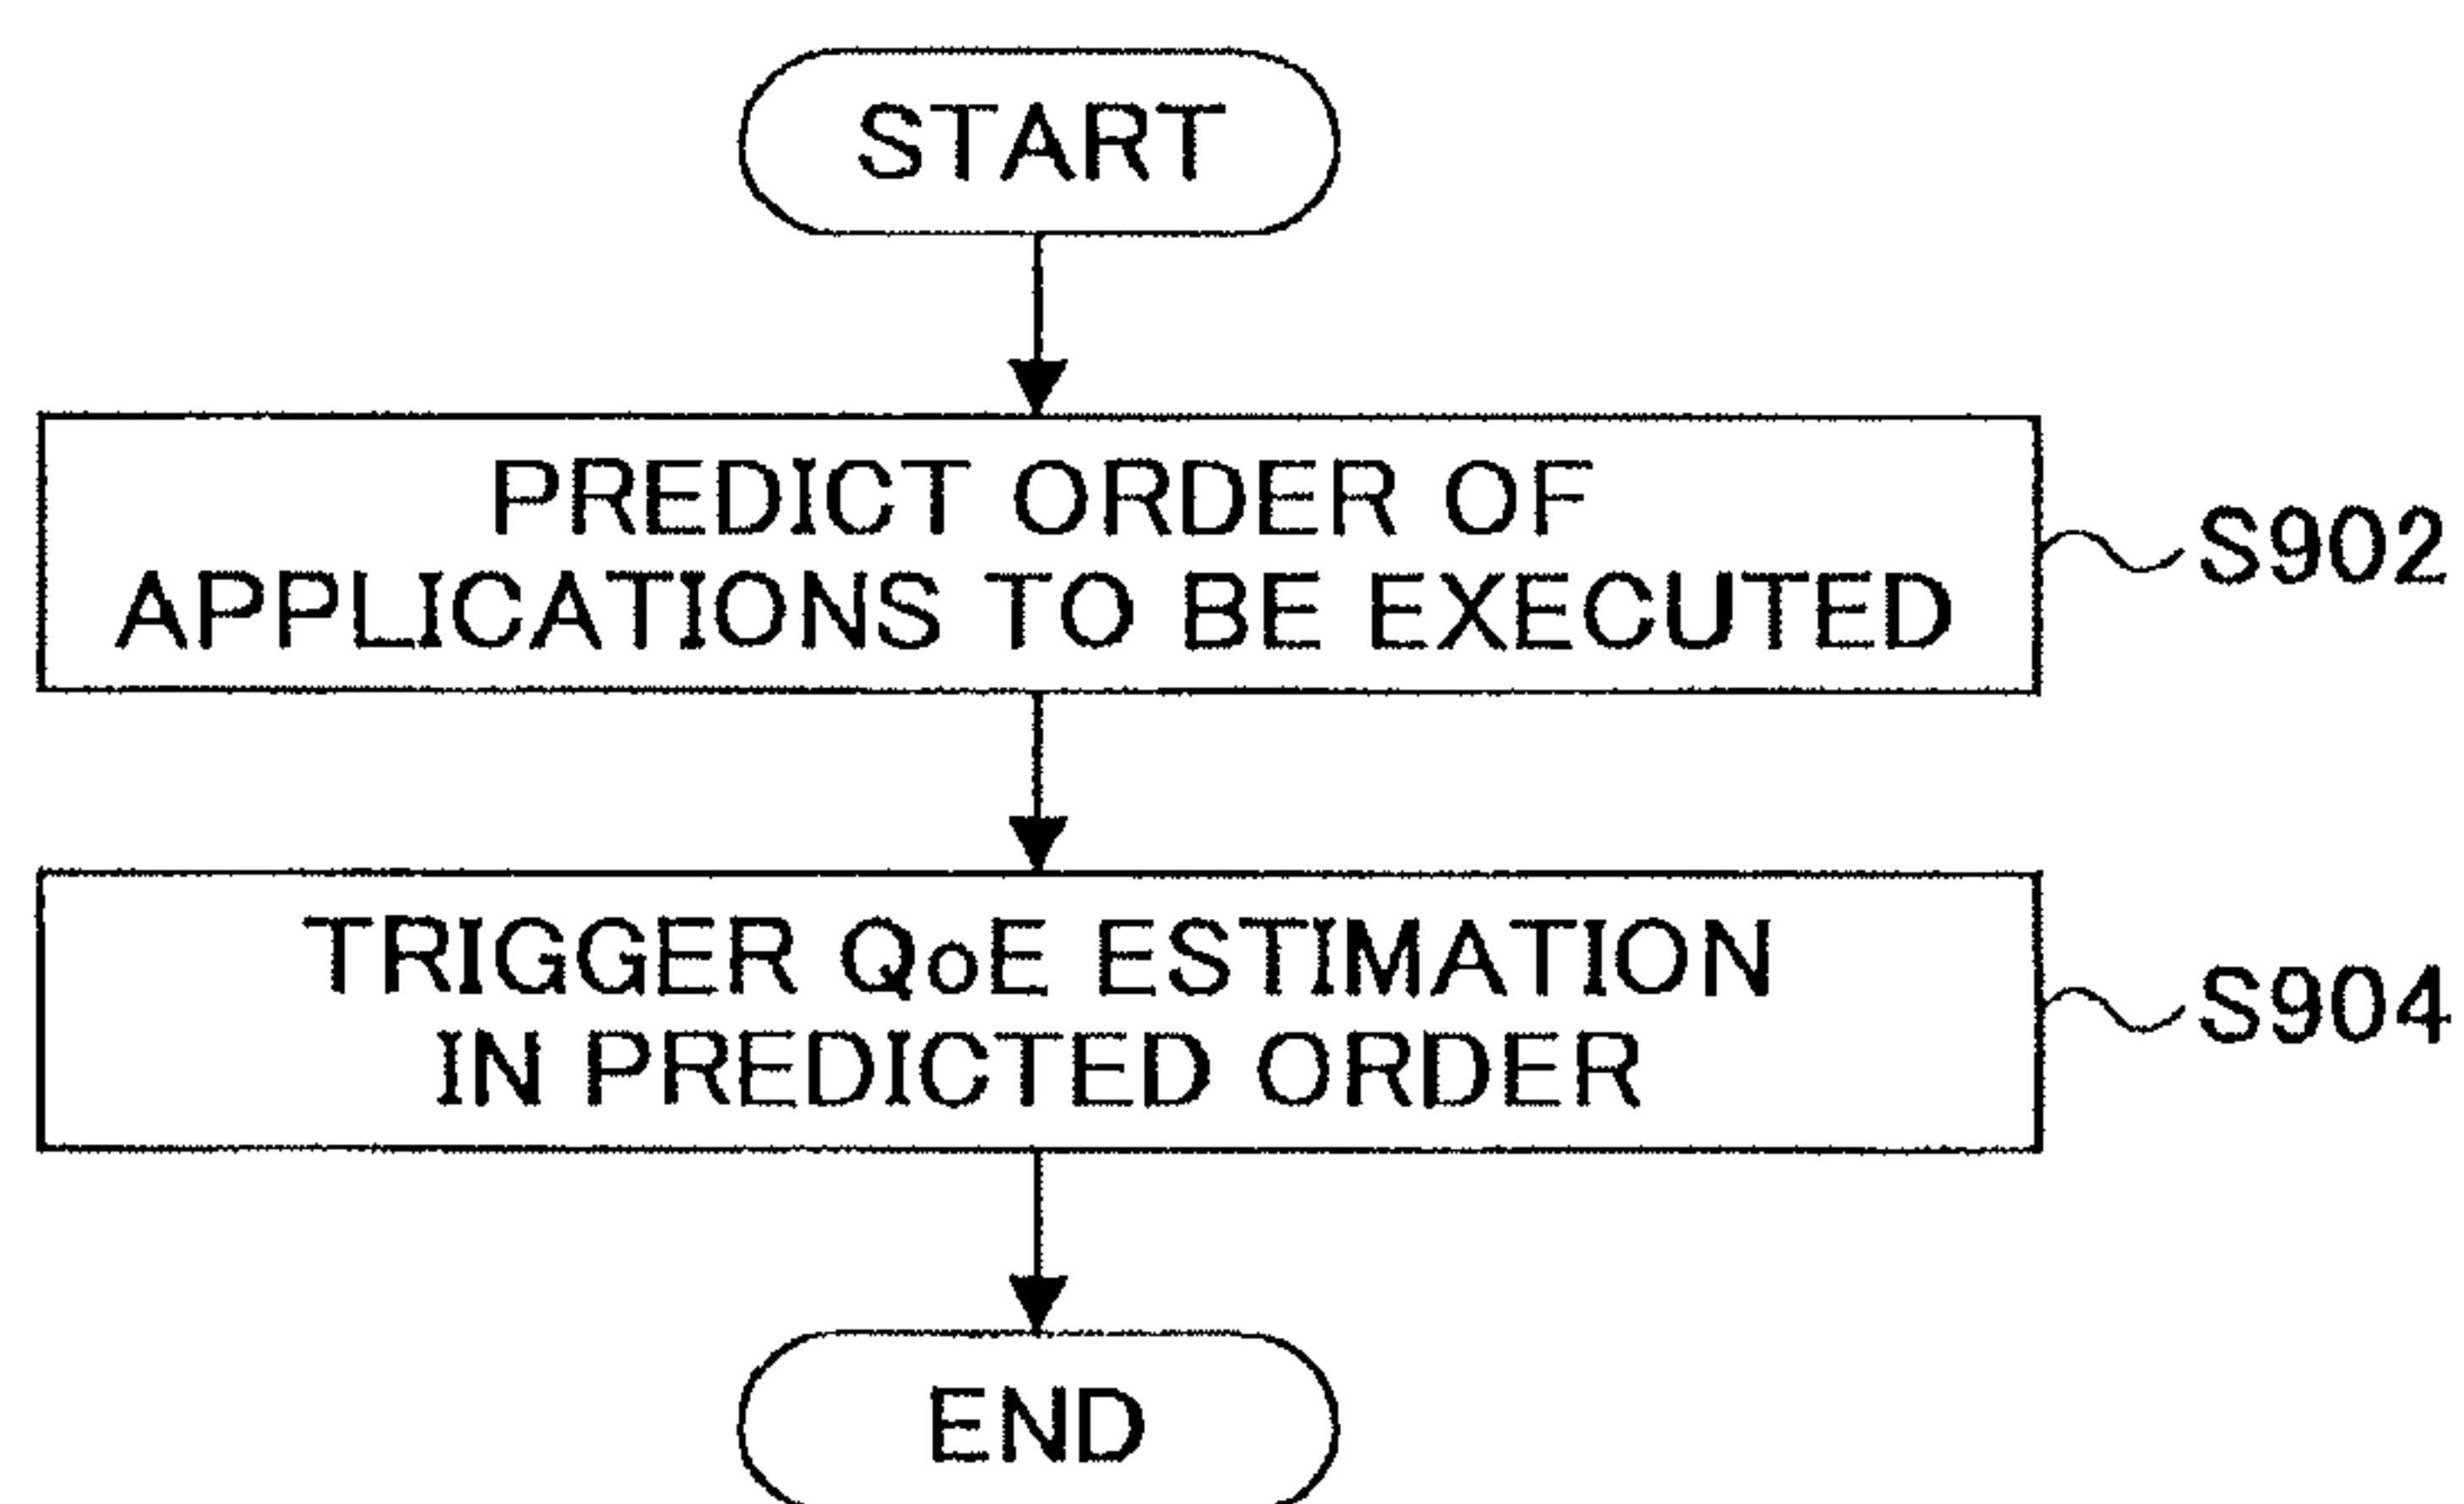 START
PREDICT ORDER OF
APPLICATIONS TO BE EXECUTED
S902
TRIGGER QoE ESTIMATION
IN PREDICTED ORDER
S904
END